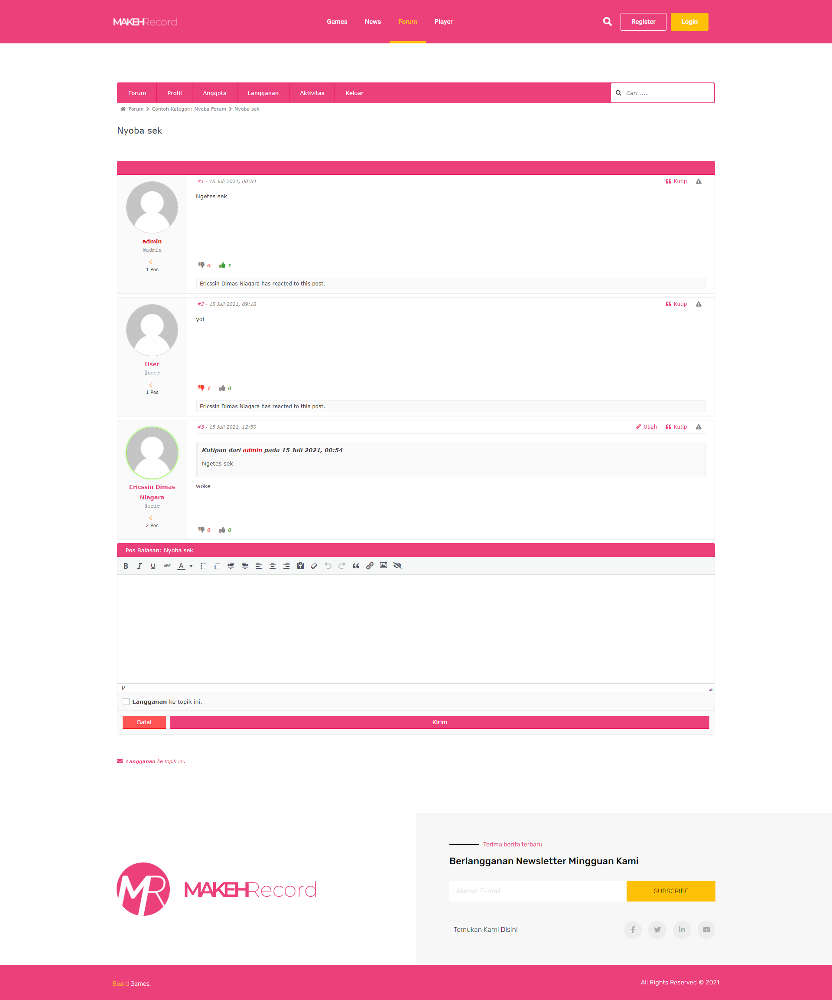 MAKEHRecord
Games News Forum Player
Register Login
Forum Profil Anggota Langganan Aktivitas Keluar
Cari ....
Forum Contoh Kategori: Nyoba Forum Nyoba sek
Nyoba sek
#1 · 15 Juli 2021, 00:54
Kutip
Ngetes sek
admin
@admin
1 Pos
0 1
Ericssin Dimas Niagara has reacted to this post.
#2 · 15 Juli 2021, 09:18
Kutip
yoi
User
@user
1 Pos
1 0
Ericssin Dimas Niagara has reacted to this post.
#3 · 15 Juli 2021, 12:50
Ubah Kutip
Kutipan dari admin pada 15 Juli 2021, 00:54
Ngetes sek
woke
Ericssin Dimas
Niagara
@eric
2 Pos
0 0
Pos Balasan: Nyoba sek
B I U ABC A
P
Langganan ke topik ini.
Batal Kirim
Langganan ke topik ini.
Terima berita terbaru
Berlangganan Newsletter Mingguan Kami
MR MAKEHRecord
Alamat E-mail SUBSCRIBE
Temukan Kami Disini
Board Games.
All Rights Reserved © 2021